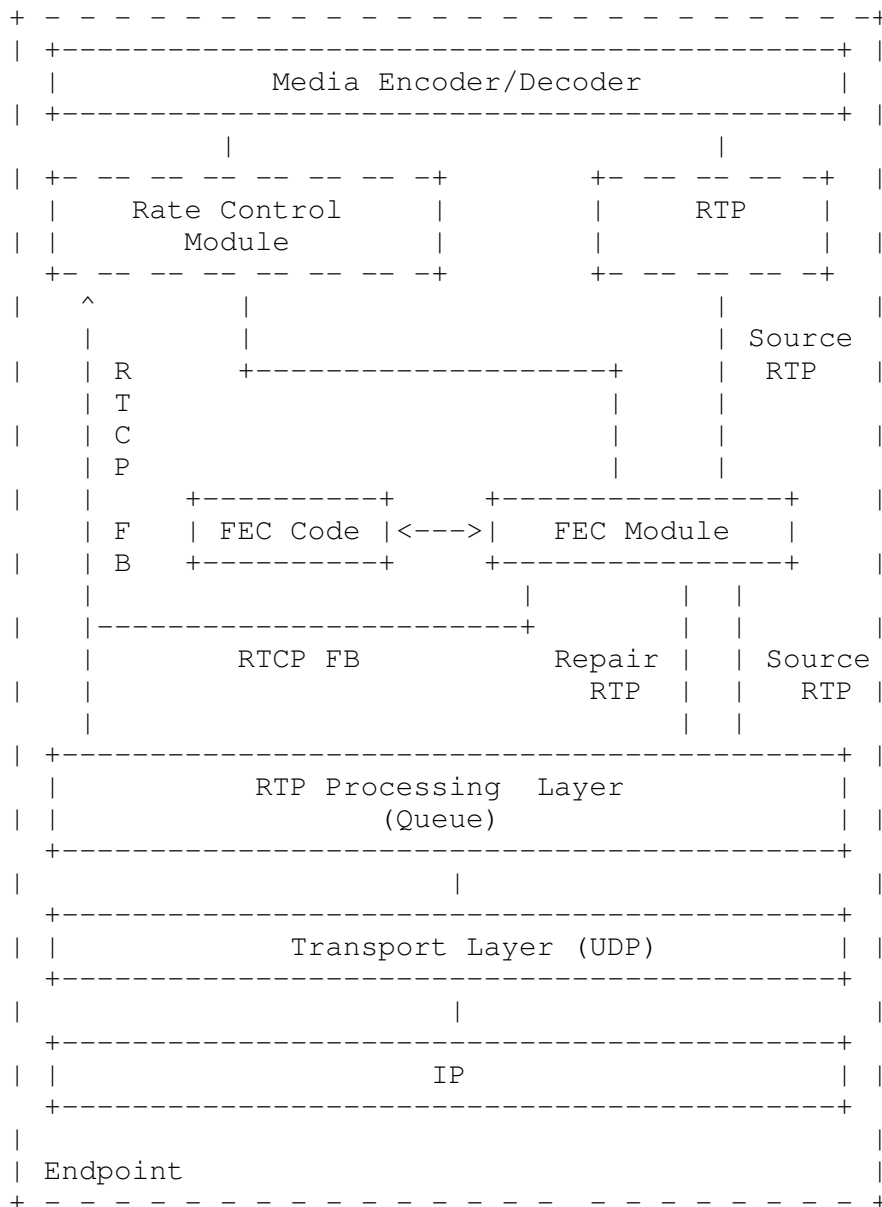 Media Encoder/Decoder
Rate Control RTP
Module
Source
R RTP
T
C
P
F FEC Code FEC Module
B
RTCP FB Repair Source
RTP RTP
RTP Processing Layer
(Queue)
Transport Layer (UDP)
IP
Endpoint